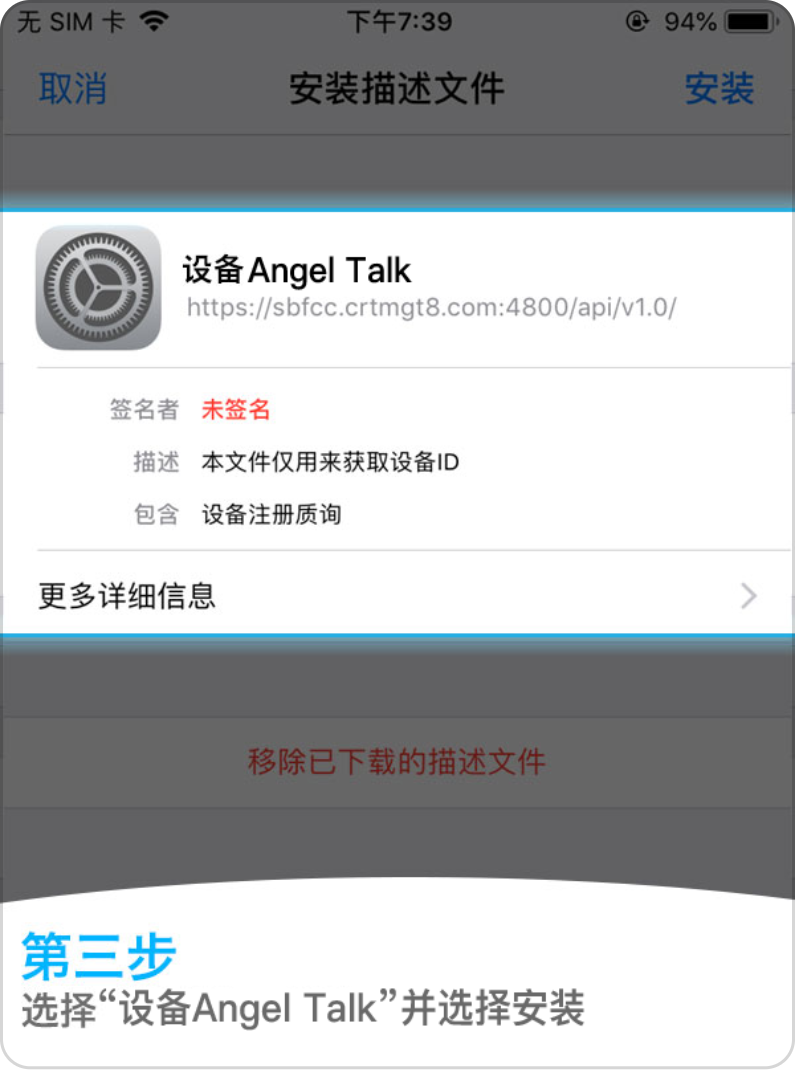 无 SIM 卡 下午7:39 94%
取消 安装描述文件 安装
设备Angel Talk
https://sbfcc.crtmgt8.com:4800/api/v1.0/
签名者 未签名
描述 本文件仅用来获取设备ID
包含 设备注册质询
更多详细信息
移除已下载的描述文件
第三步
选择“设备Angel Talk”并选择安装